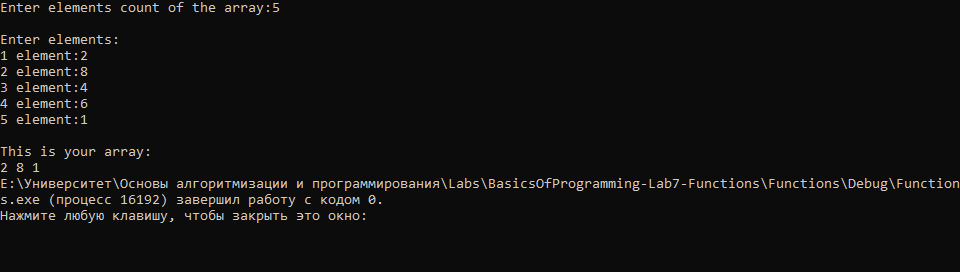 Enter elements count of the array:5
Enter elements:
1 element:2
2 element:8
3 element:4
4 element:6
5 element:1
This is your array:
2 8 1
E:\Университет\Основы алгоритмизации и программирования\Labs\BasicsOfProgramming-Lab7-Functions\Functions\Debug\Function
s.exe (процесс 16192) завершил работу с кодом 0.
Нажмите любую клавишу, чтобы закрыть это окно: